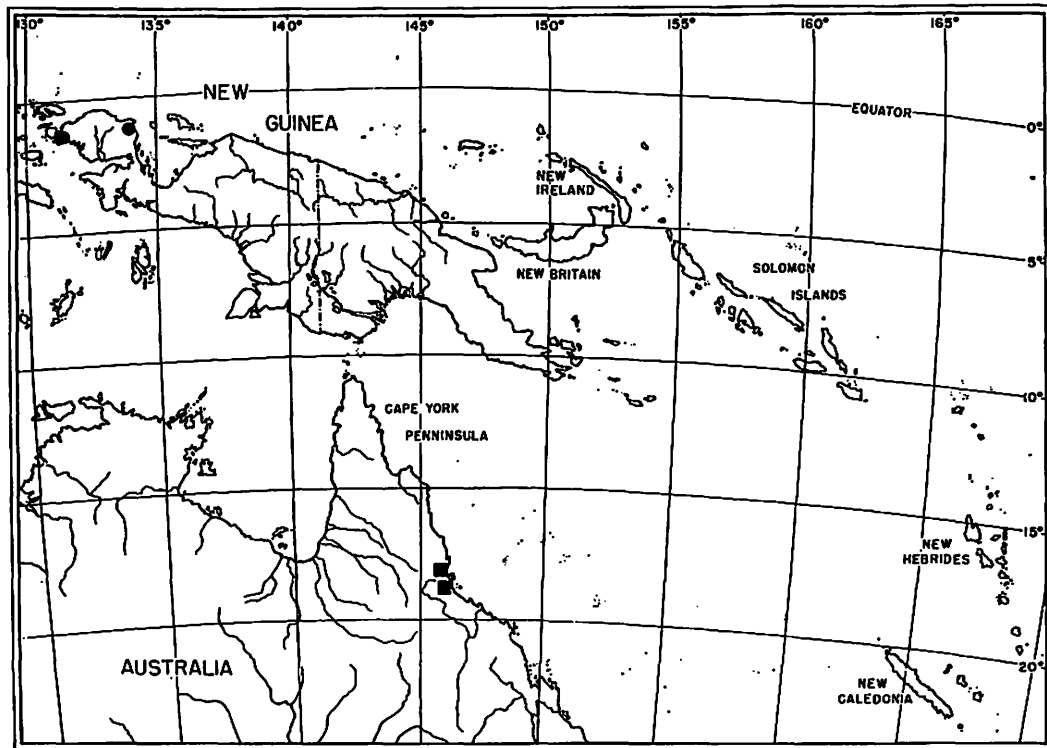 130° 135° 140° 145° 150° 155° 160° 165°
NEW
GUINEA
EQUATOR
0°
NEW
IRELAND
NEW BRITAIN
SOLOMON
ISLANDS
5°
10°
CAPE YORK
PENNINSULA
15°
NEW
HEBRIDES
AUSTRALIA
20°
NEW
CALEDONIA